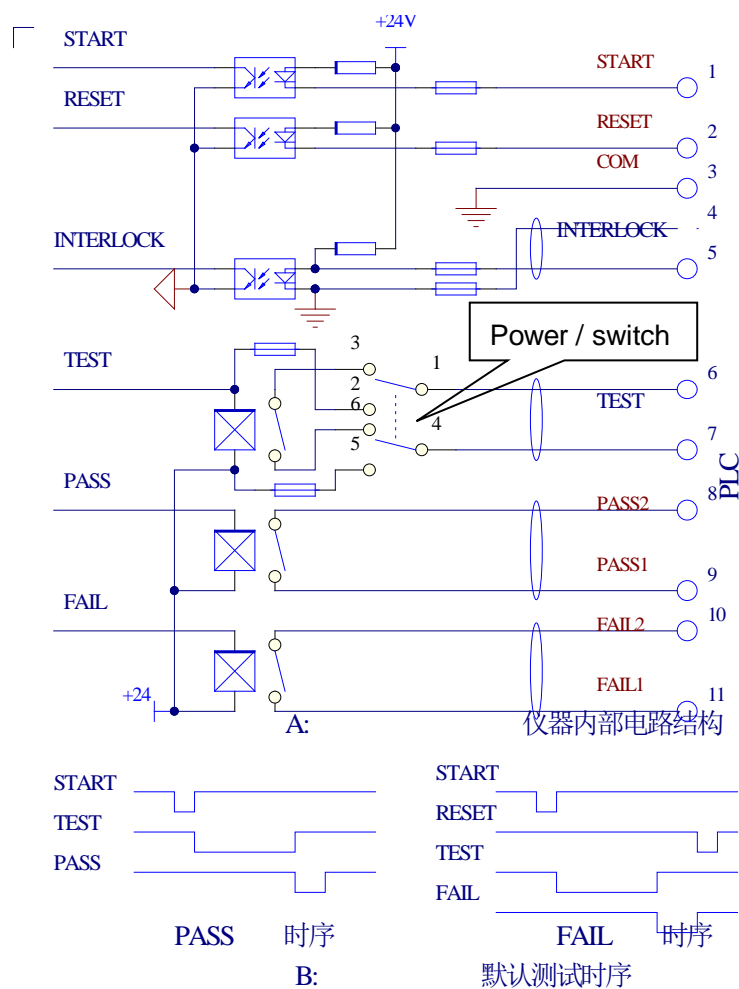 +24V
START
START
1
RESET
RESET
2
COM
3
4
INTERLOCK
INTERLOCK
5
Power / switch
3
1
TEST
2
6
TEST
6
4
5
7
PLC
PASS
PASS2
8
PASS1
9
FAIL
FAIL2
10
+24
FAIL1
11
A: 仪器内部电路结构
START
TEST
PASS
PASS 时序
START
RESET
TEST
FAIL
FAIL 时序
B: 默认测试时序